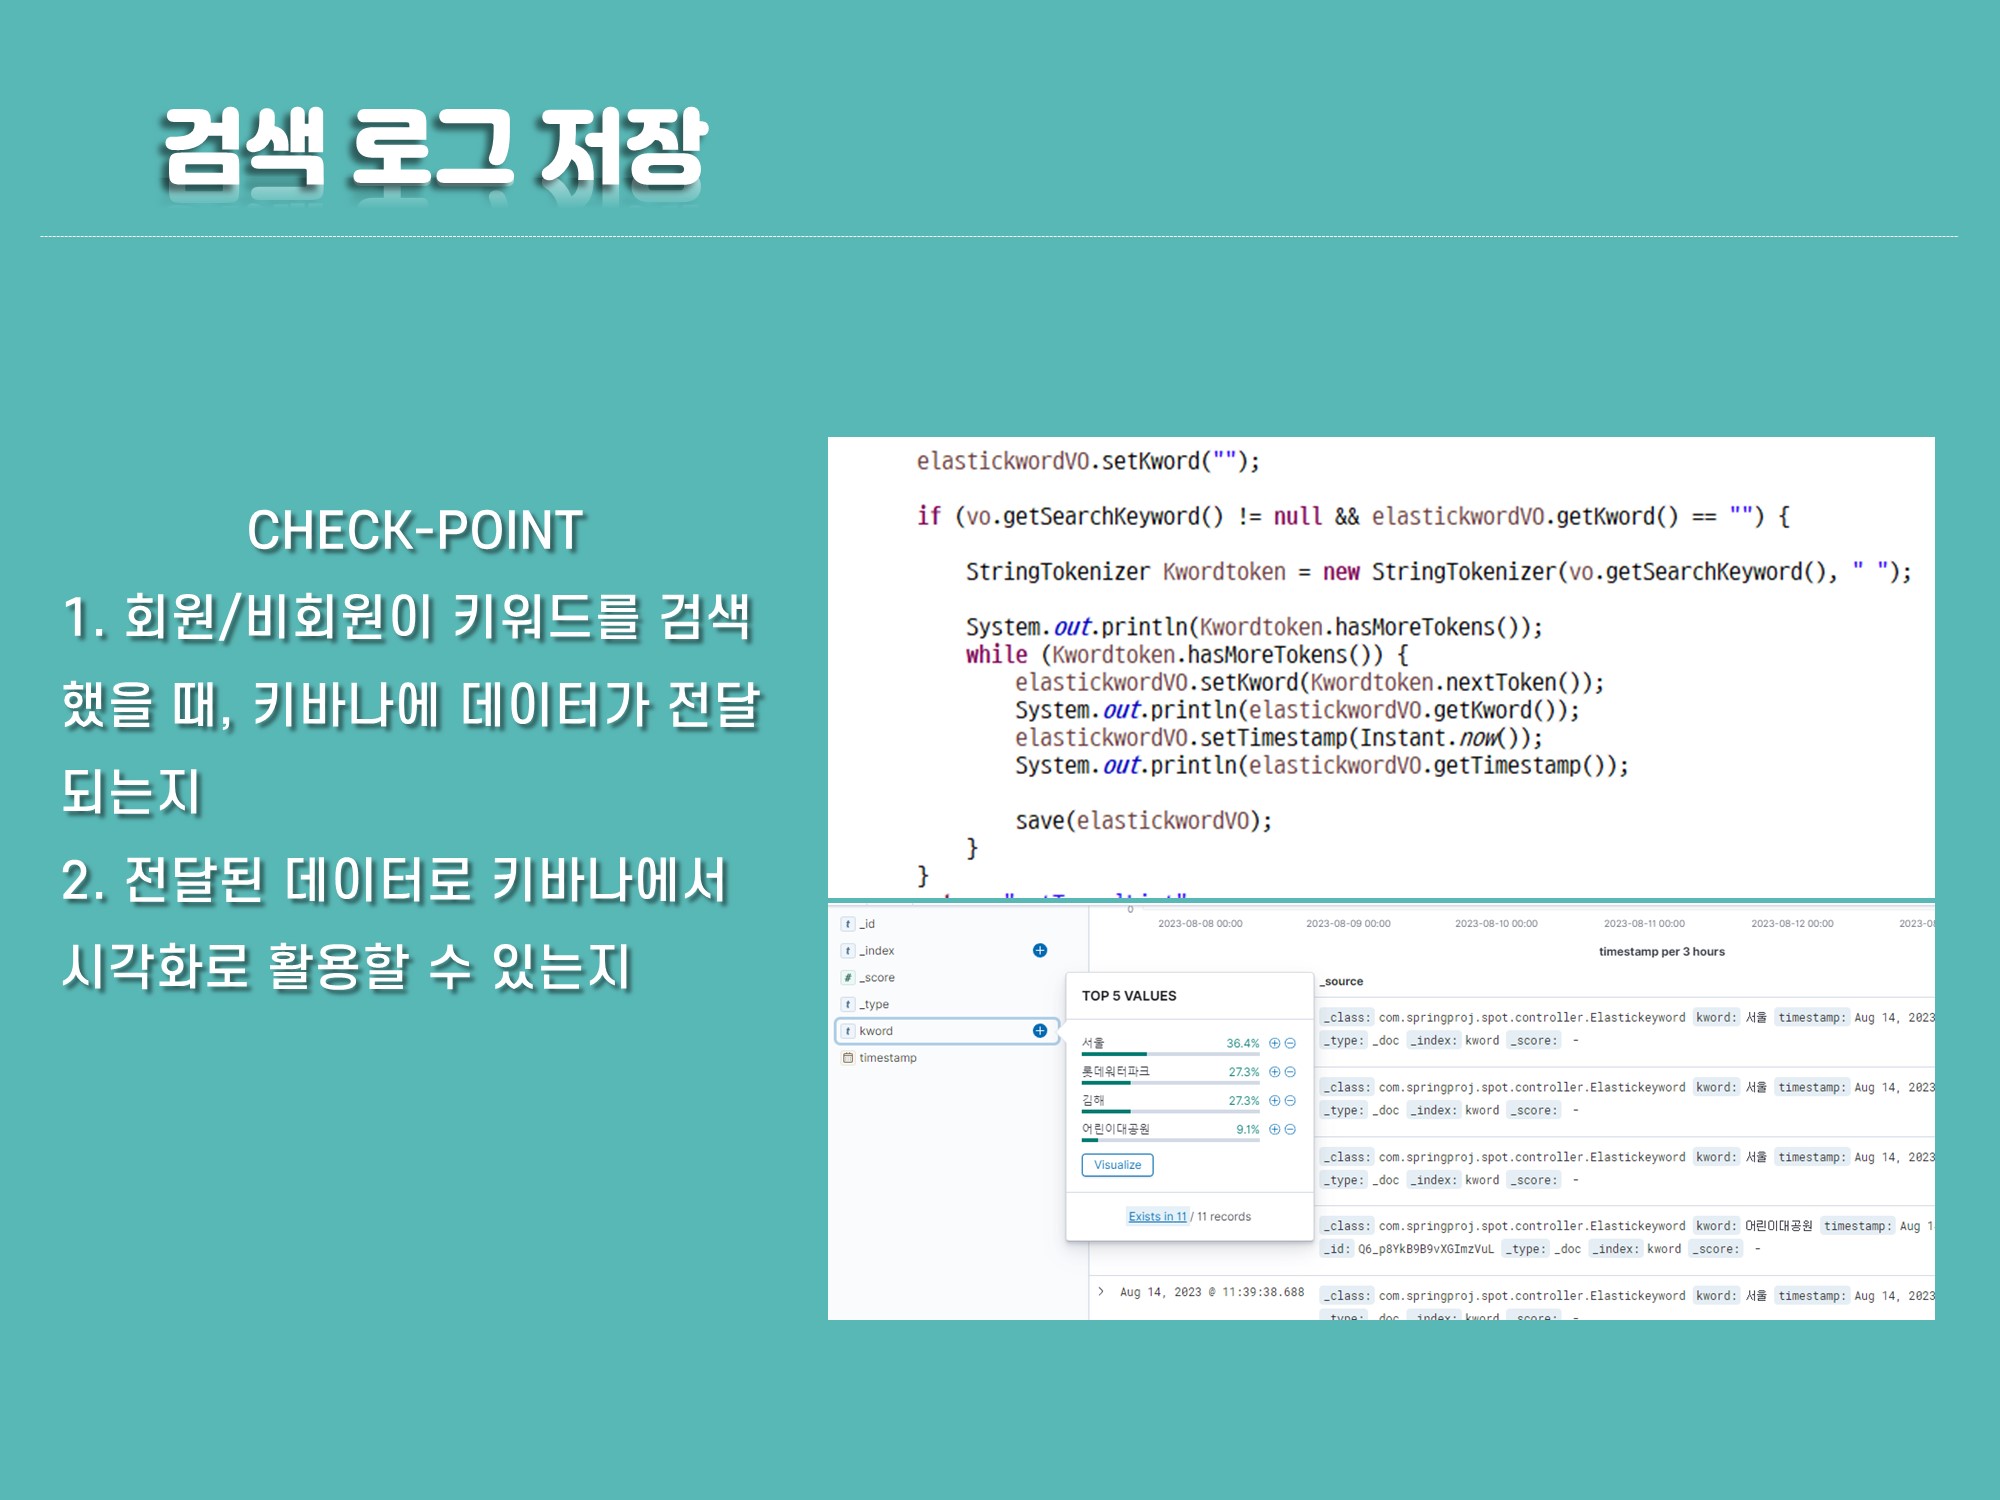 검색 로그 저장
CHECK-POINT
1. 회원/비회원이 키워드를 검색
했을 때, 키바나에 데이터가 전달
되는지
2. 전달된 데이터로 키바나에서
시각화로 활용할 수 있는지
elastickwordVO.setKword("");
if (vo.getSearchKeyword() != null && elastickwordVO.getKword() == "") {
StringTokenizer Kwordtoken = new StringTokenizer(vo.getSearchKeyword(), " ");
System.out.println(Kwordtoken.hasMoreTokens());
while (Kwordtoken.hasMoreTokens()) {
elastickwordVO.setKword(Kwordtoken.nextToken());
System.out.println(elastickwordVO.getKword());
elastickwordVO.setTimestamp(Instant.now());
System.out.println(elastickwordVO.getTimestamp());
save(elastickwordVO);
}
}
t _id
t _index
# _score
t _type
t kword
timestamp
0
2023-08-08 00:00 2023-08-09 00:00 2023-08-10 00:00 2023-08-11 00:00 2023-08-12 00:00 2023-0
timestamp per 3 hours
TOP 5 VALUES
서울 36.4%
롯데워터파크 27.3%
김해 27.3%
어린이대공원 9.1%
Visualize
Exists in 11 / 11 records
_source
_class: com.springproj.spot.controller.Elastickeyword kword: 서울 timestamp: Aug 14, 2023
_type: _doc _index: kword _score: -
_class: com.springproj.spot.controller.Elastickeyword kword: 서울 timestamp: Aug 14, 2023
_type: _doc _index: kword _score: -
_class: com.springproj.spot.controller.Elastickeyword kword: 서울 timestamp: Aug 14, 2023
_type: _doc _index: kword _score: -
_class: com.springproj.spot.controller.Elastickeyword kword: 어린이대공원 timestamp: Aug 1
_id: Q6_p8YkB9B9vXGImzVuL _type: _doc _index: kword _score: -
> Aug 14, 2023 @ 11:39:38.688 _class: com.springproj.spot.controller.Elastickeyword kword: 서울 timestamp: Aug 14, 2023
_type: _doc _index: kword _score: -